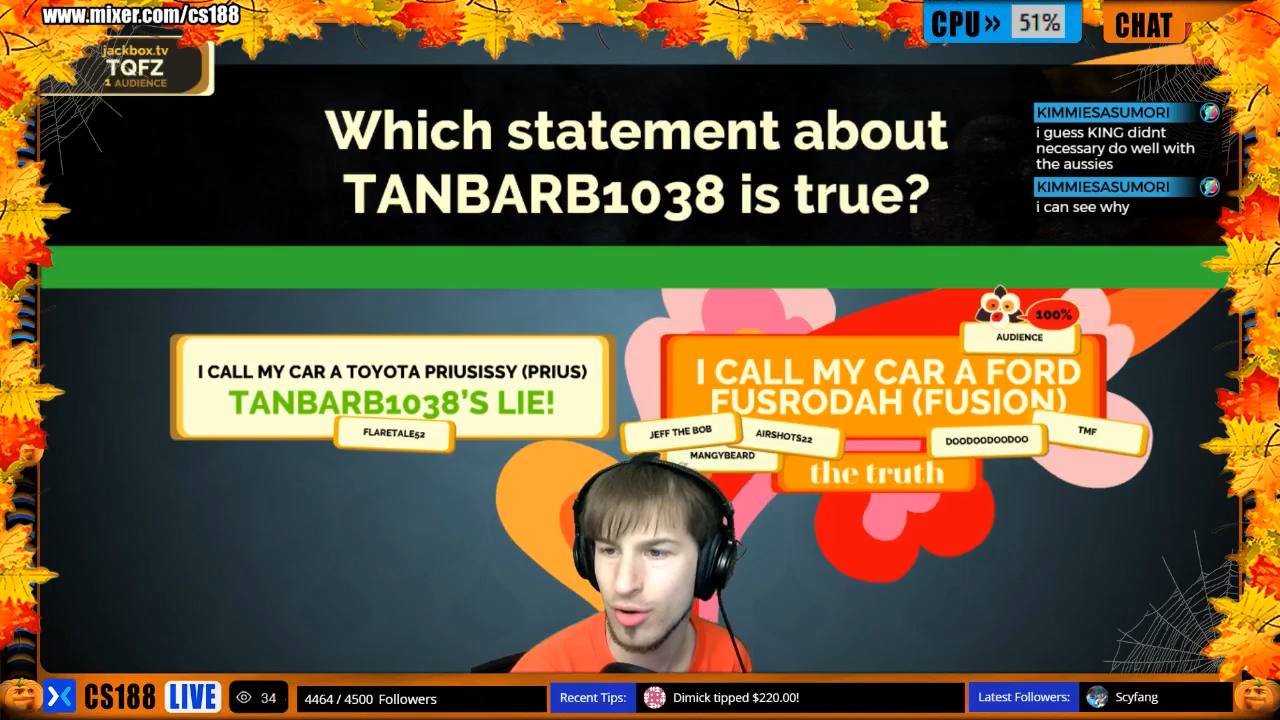 www.mixer.com/cs188
CPU»
51%
CHAT
jackbox.tv
TQFZ
1 AUDIENCE
Which statement about
TANBARB1038 is true?
KIMMIESASUMORI
i guess KING didnt
necessary do well with
the aussies
KIMMIESASUMORI
i can see why
100%
AUDIENCE
I CALL MY CAR A TOYOTA PRIUSISSY (PRIUS)
TANBARB1038'S LIE!
FLARETALE52
I CALL MY CAR A FORD
FUSRODAH (FUSION)
JEFF THE BOB
AIRSHOTS22
MANGYBEARD
DOODOODOODOO
TMF
the truth
CS188 LIVE
34
4464 / 4500 Followers
Recent Tips:
Dimick tipped $220.00!
Latest Followers:
Scyfang